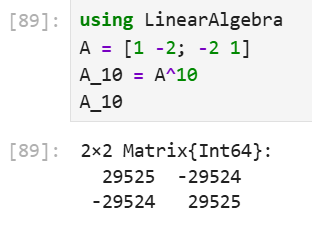 [89]: using LinearAlgebra
A = [1 -2; -2 1]
A_10 = A^10
A_10
[89]: 2×2 Matrix{Int64}:
29525 -29524
-29524 29525